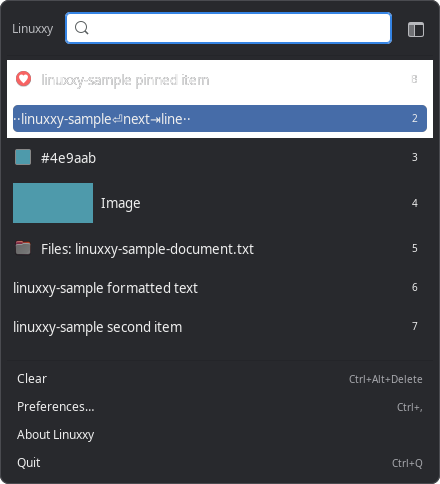 Linuxxy
linuxxy-sample pinned item 8
··linuxxy-sample⏎next⇥line·· 2
#4e9aab 3
Image 4
Files: linuxxy-sample-document.txt 5
linuxxy-sample formatted text 6
linuxxy-sample second item 7
Clear Ctrl+Alt+Delete
Preferences... Ctrl+,
About Linuxxy
Quit Ctrl+Q